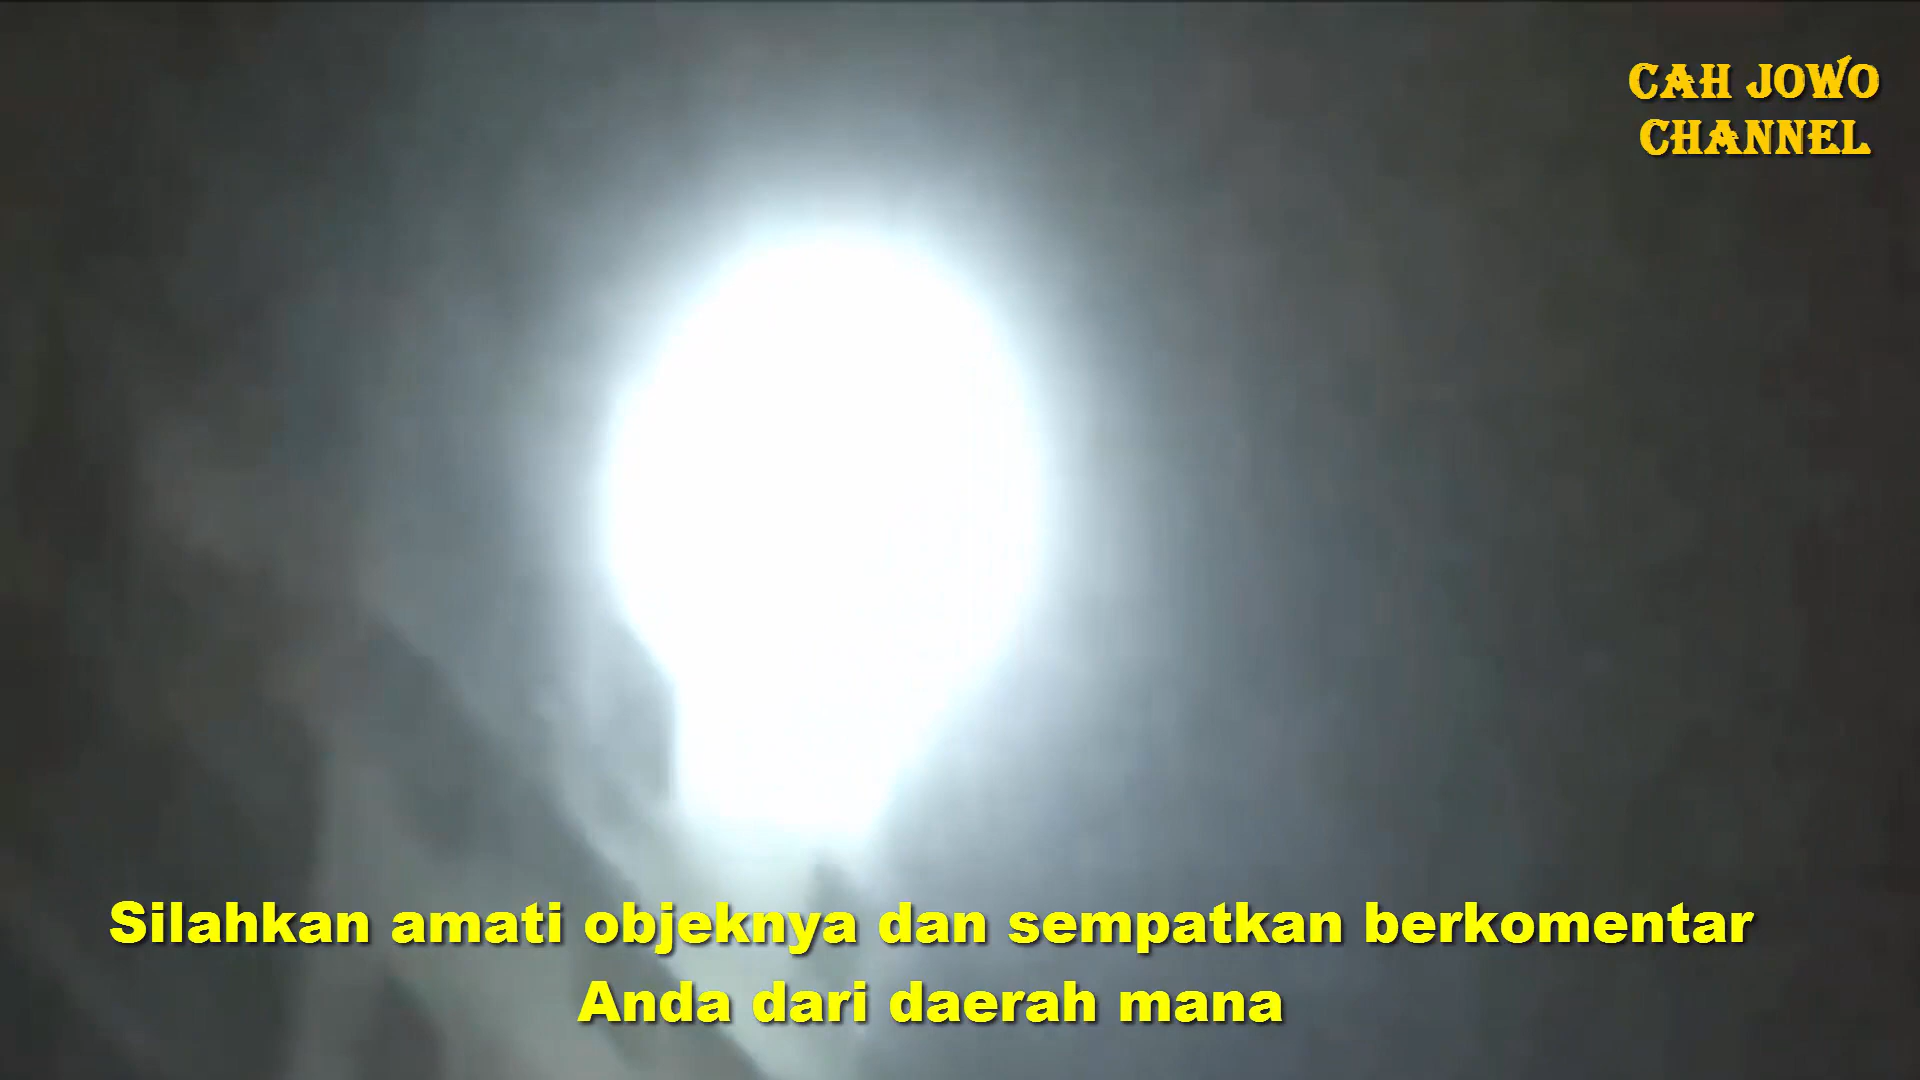 CAH JOWO
CHANNEL
Silahkan amati objeknya dan sempatkan berkomentar
Anda dari daerah mana